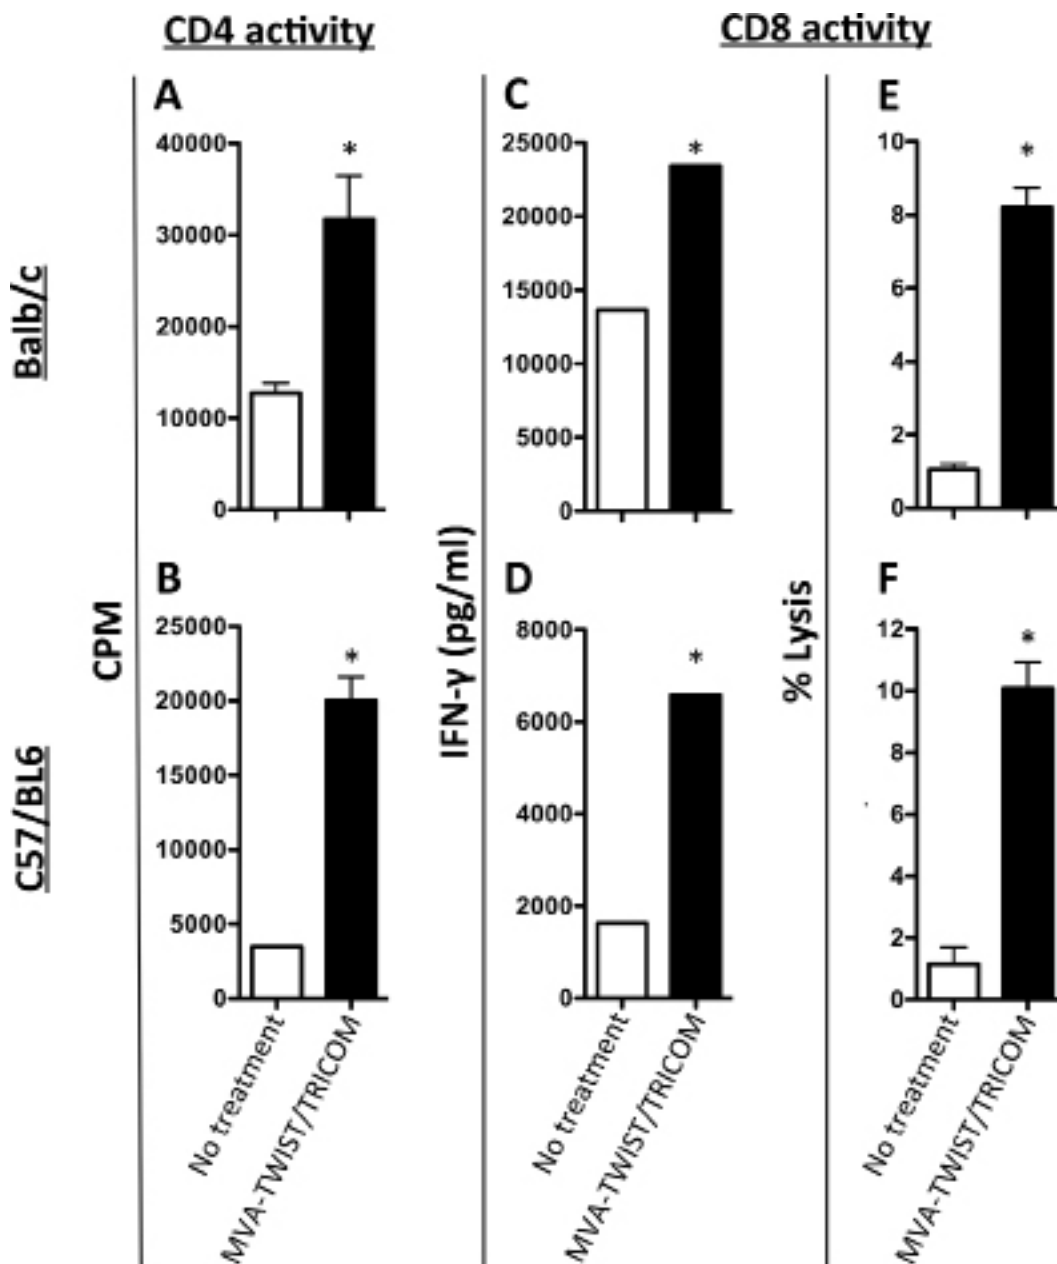 CD4 activity
CD8 activity
Balb/c
C57/BL6
CPM
A
*
40000
30000
20000
10000
0
B
*
25000
20000
15000
10000
5000
0
No treatment
MVA-TWIST/TRICOM
IFN-γ (pg/ml)
C
*
25000
20000
15000
10000
5000
0
D
*
8000
6000
4000
2000
0
No treatment
MVA-TWIST/TRICOM
% Lysis
E
*
10
8
6
4
2
0
F
*
12
10
8
6
4
2
0
No treatment
MVA-TWIST/TRICOM